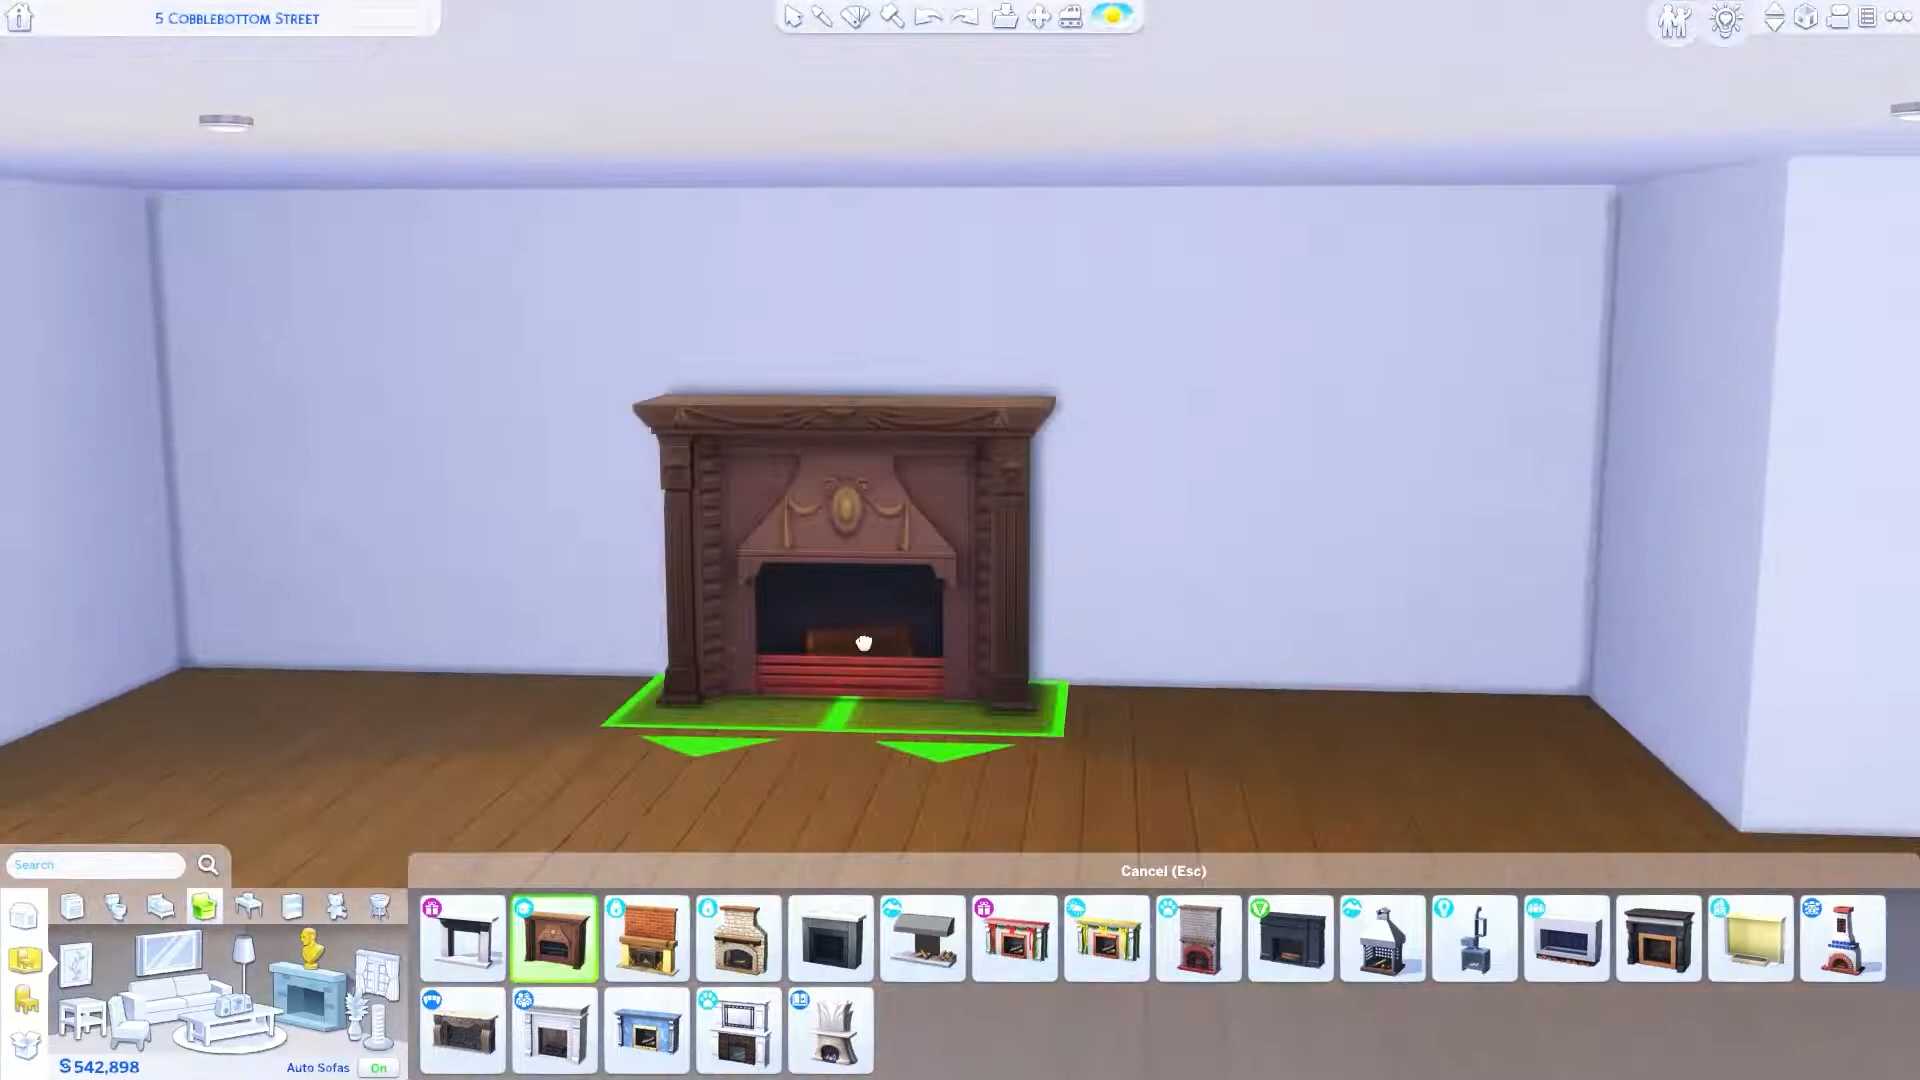 5 Cobblebottom Street
Cancel (Esc)
Search
§542,898
Auto Sofas On